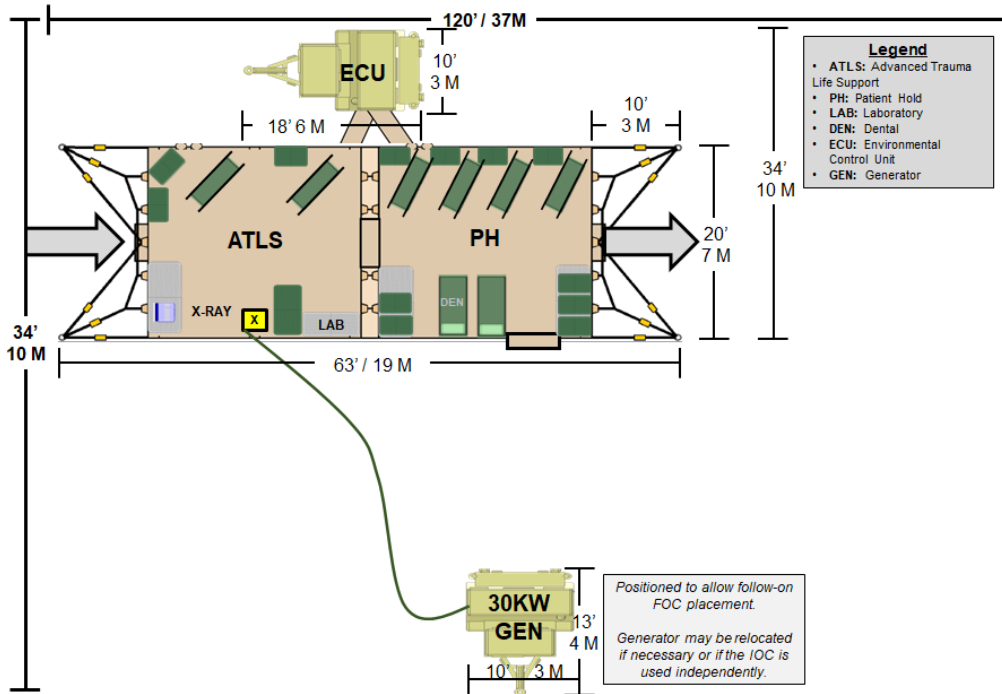 120' / 37M
ECU
10'
3 M
Legend
• ATLS: Advanced Trauma
Life Support
• PH: Patient Hold
• LAB: Laboratory
• DEN: Dental
• ECU: Environmental
Control Unit
• GEN: Generator
18' 6 M
10'
3 M
34'
10 M
20'
7 M
ATLS
PH
DEN
X-RAY
X
LAB
34'
10 M
63' / 19 M
30KW
GEN
13'
4 M
10' 3 M
Positioned to allow follow-on
FOC placement.
Generator may be relocated
if necessary or if the IOC is
used independently.